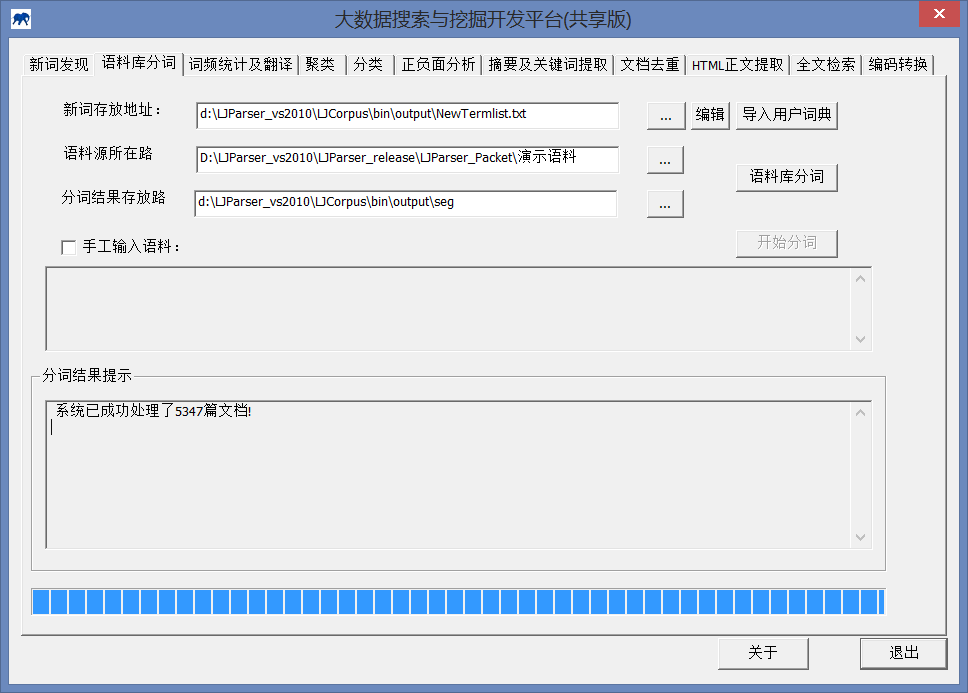 大数据搜索与挖掘开发平台(共享版)
新词发现 语料库分词 词频统计及翻译 聚类 分类 正负面分析 摘要及关键词提取 文档去重 HTML正文提取 全文检索 编码转换
新词存放地址： d:\LJParser_vs2010\LJCorpus\bin\output\NewTermlist.txt ... 编辑 导入用户词典
语料源所在路 D:\LJParser_vs2010\LJParser_release\LJParser_Packet\演示语料 ...
语料库分词
分词结果存放路 d:\LJParser_vs2010\LJCorpus\bin\output\seg ...
手工输入语料： 开始分词
分词结果提示
系统已成功处理了5347篇文档!
关于 退出